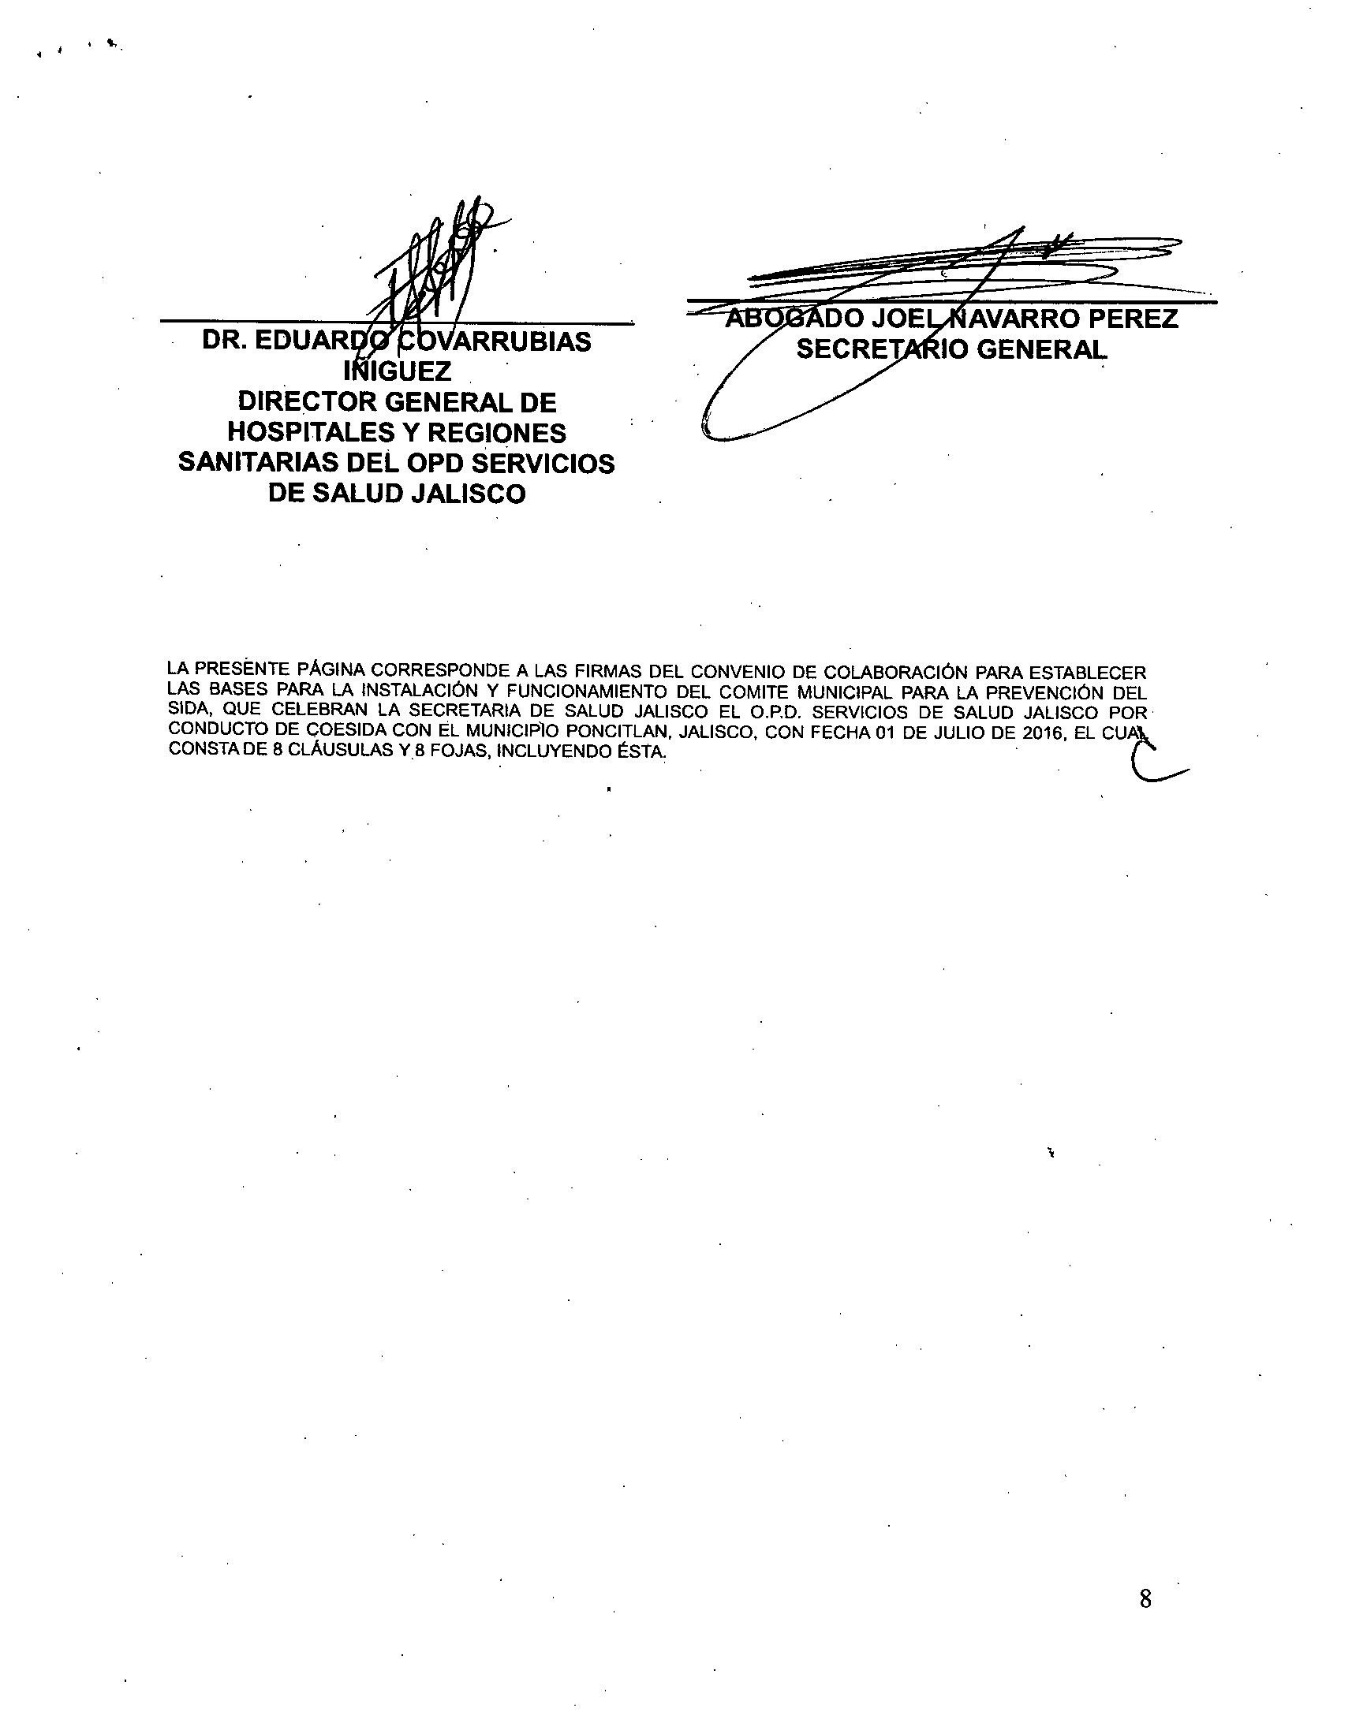 DR. EDUARDO COVARRUBIAS
IÑIGUEZ
DIRECTOR GENERAL DE
HOSPITALES Y REGIONES
SANITARIAS DEL OPD SERVICIOS
DE SALUD JALISCO
ABOGADO JOEL NAVARRO PEREZ
SECRETARIO GENERAL
LA PRESENTE PÁGINA CORRESPONDE A LAS FIRMAS DEL CONVENIO DE COLABORACIÓN PARA ESTABLECER
LAS BASES PARA LA INSTALACIÓN Y FUNCIONAMIENTO DEL COMITE MUNICIPAL PARA LA PREVENCIÓN DEL
SIDA, QUE CELEBRAN LA SECRETARIA DE SALUD JALISCO EL O.P.D. SERVICIOS DE SALUD JALISCO POR
CONDUCTO DE COESIDA CON EL MUNICIPIO PONCITLAN, JALISCO, CON FECHA 01 DE JULIO DE 2016, EL CUAL
CONSTA DE 8 CLÁUSULAS Y 8 FOJAS, INCLUYENDO ÉSTA.
8